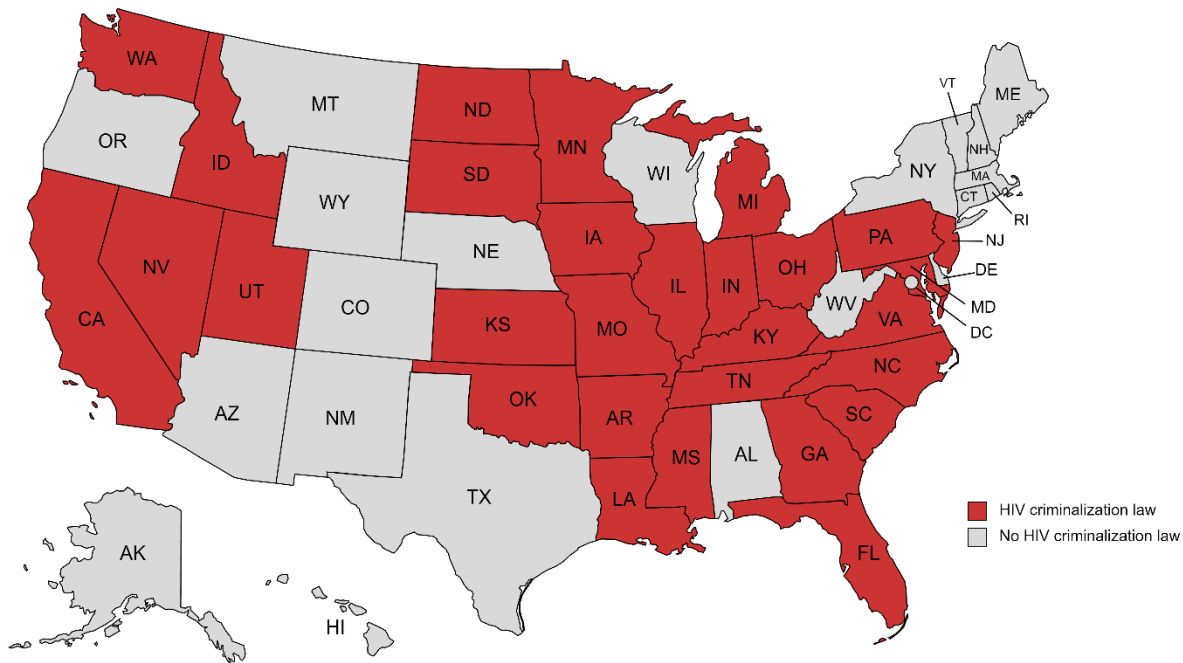 WA
MT
ND
MN
VT
ME
OR
ID
SD
WI
NY
NH
MA
CT
RI
WY
MI
IA
NE
PA
NJ
NV
UT
IL
IN
OH
DE
CO
WV
MD
CA
KS
MO
VA
DC
KY
AZ
NM
OK
TN
NC
AR
SC
MS
AL
GA
TX
LA
HIV criminalization law
No HIV criminalization law
AK
FL
HI